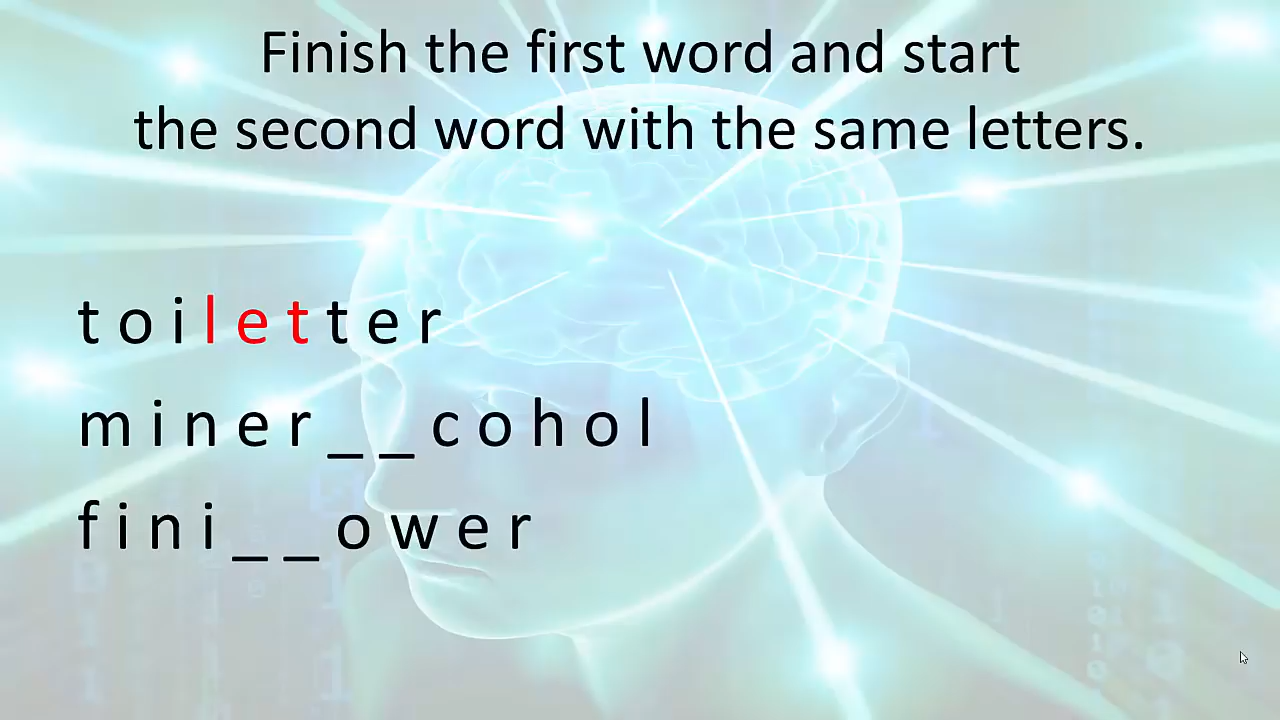 Finish the first word and start
the second word with the same letters.
t o i l e t t e r
m i n e r _ _ c o h o l
f i n i _ _ o w e r